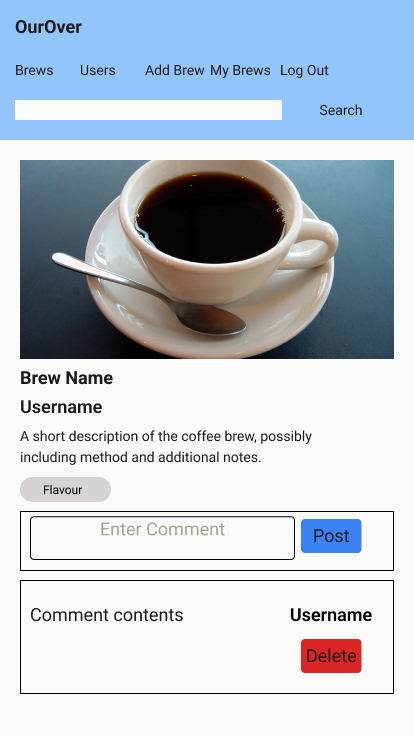 OurOver
Brews Users Add Brew My Brews Log Out
Search
Brew Name
Username
A short description of the coffee brew, possibly
including method and additional notes.
Flavour
Enter Comment
Post
Comment contents Username
Delete